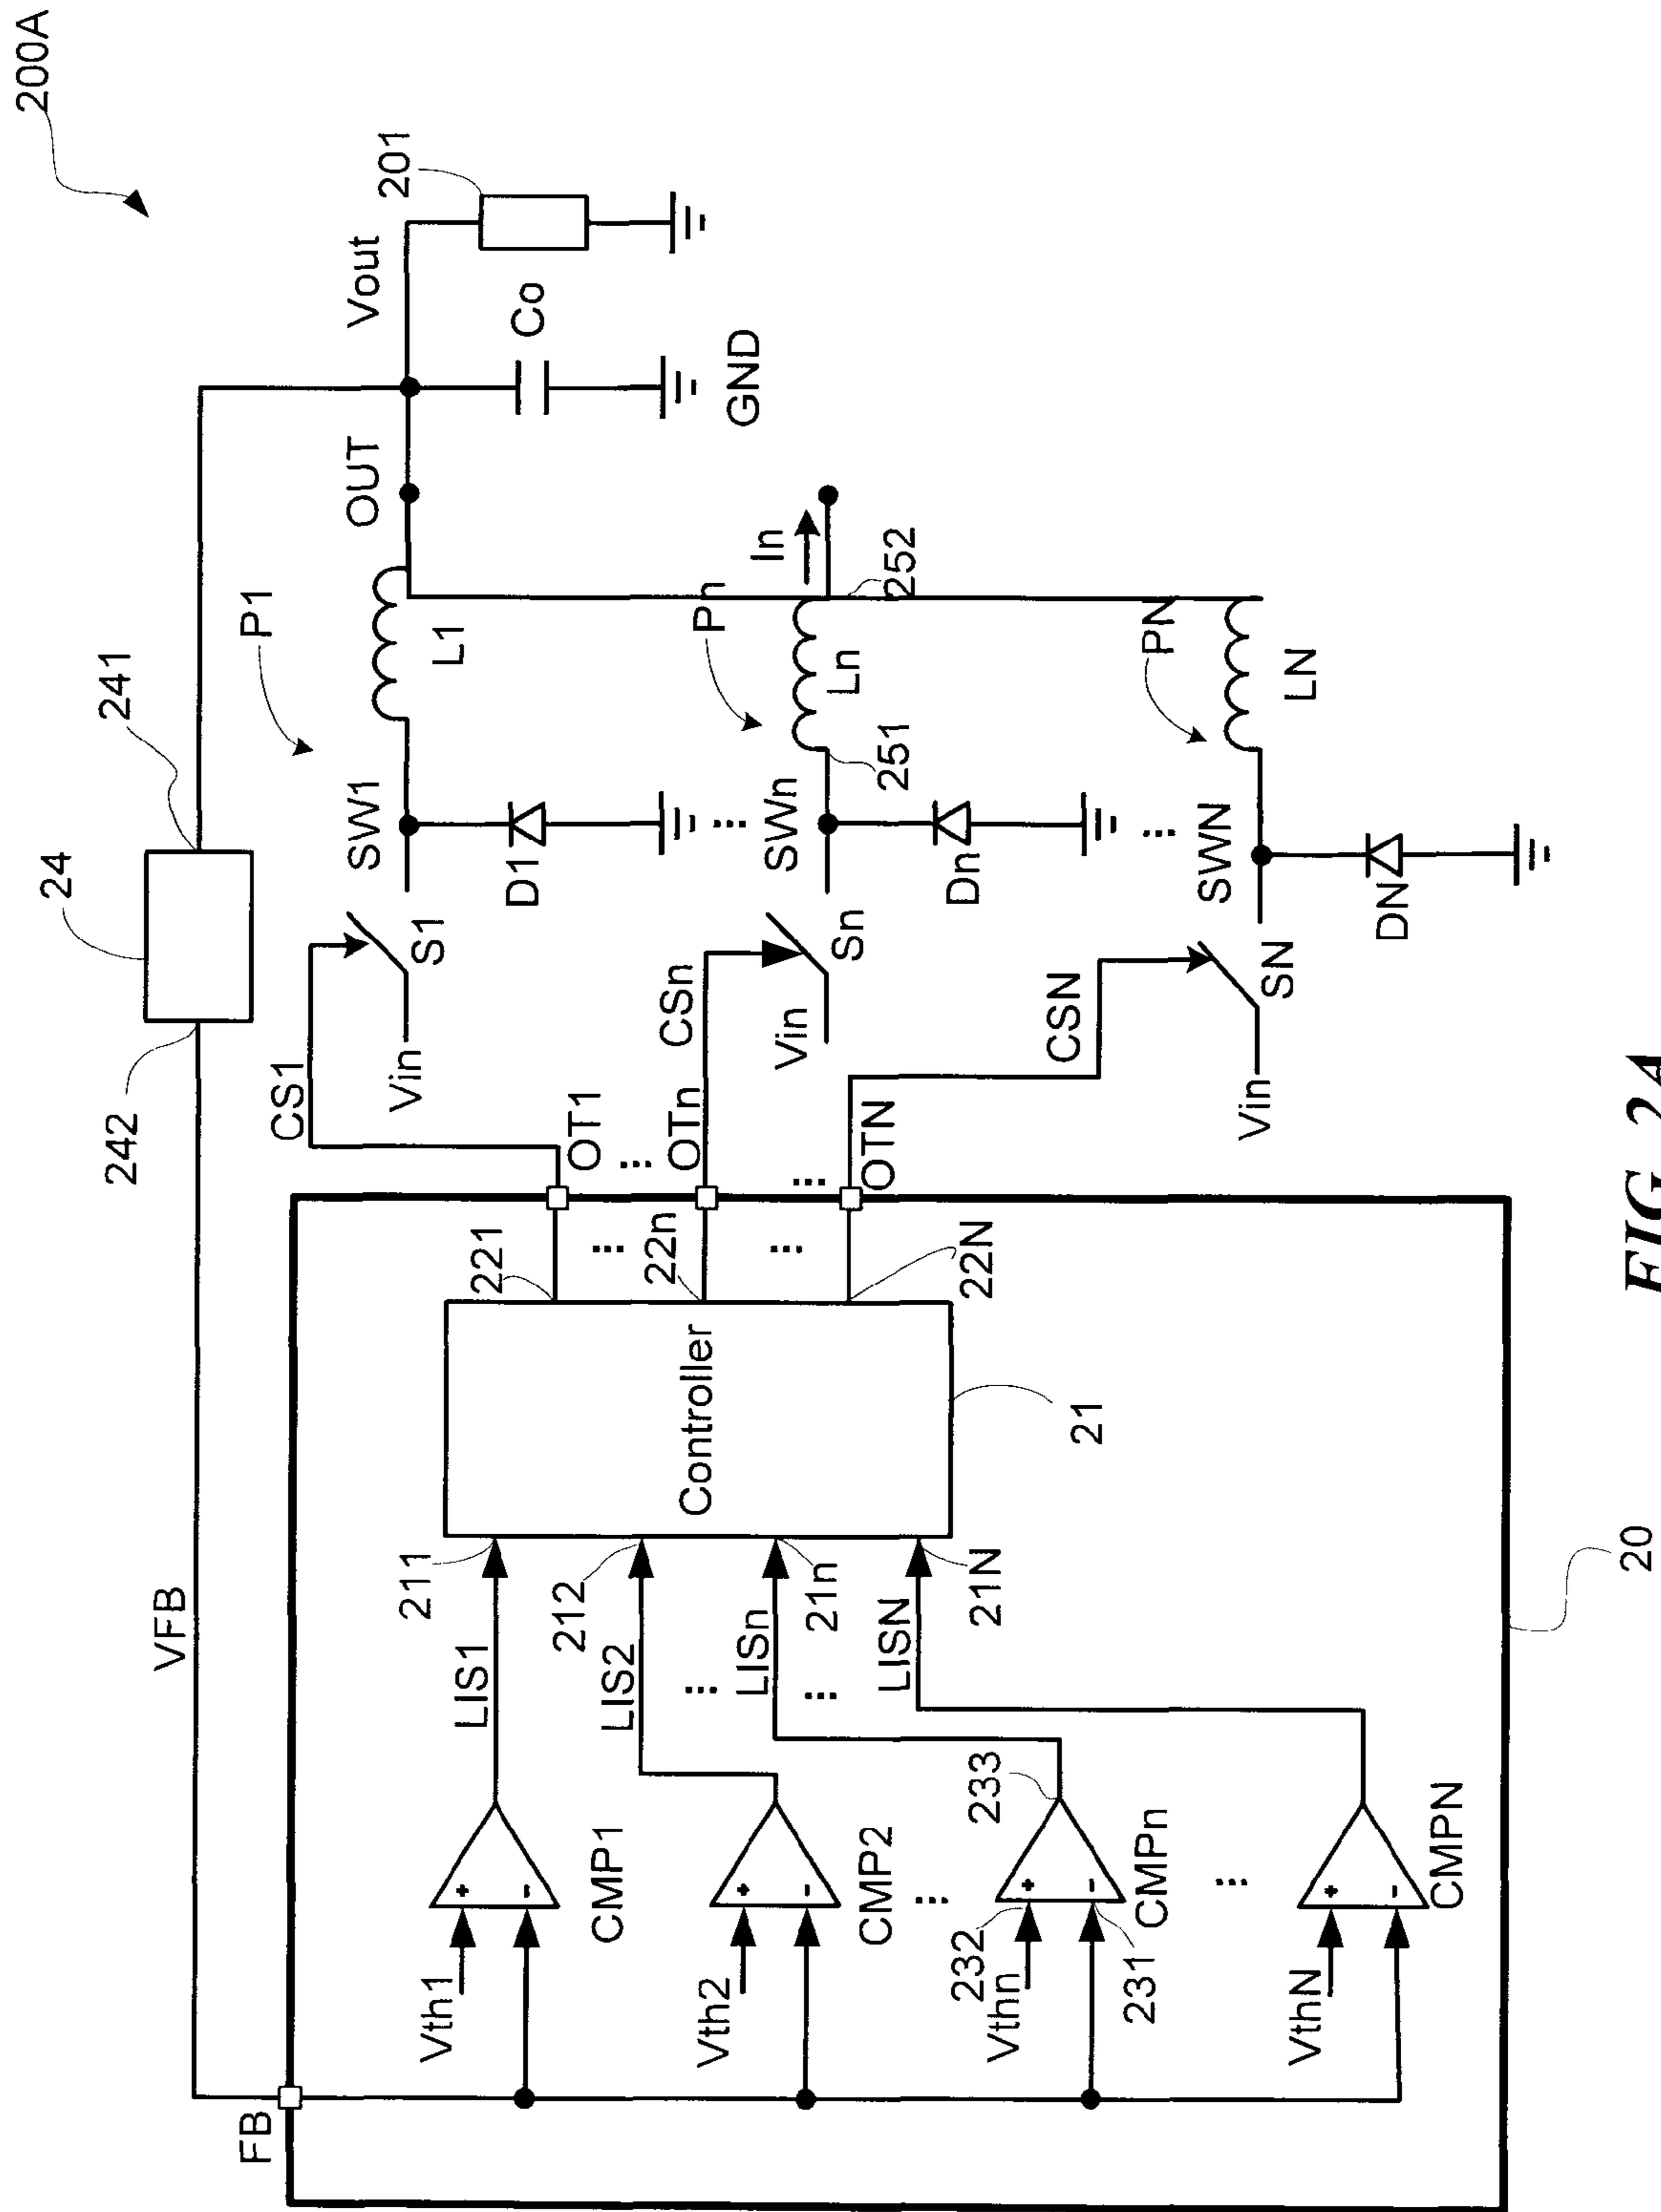 200A
24
241
242
VFB
FB
P1
CS1
Vin
S1
SW1
D1
L1
OUT
Vout
Co
GND
201
Pn
CSn
Vin
Sn
SWn
Dn
Ln
251
252
In
PN
CSN
Vin
SN
SWN
DN
LN
OT1
...
OTn
...
OTN
221
...
22n
...
22N
Controller
21
211
212
21n
21N
LIS1
LIS2
...
LISn
...
LISN
Vth1
+
-
CMP1
Vth2
+
-
CMP2
...
232
Vthn
+
-
231
233
CMPn
...
VthN
+
-
CMPN
...
...
20
FIG. 2A